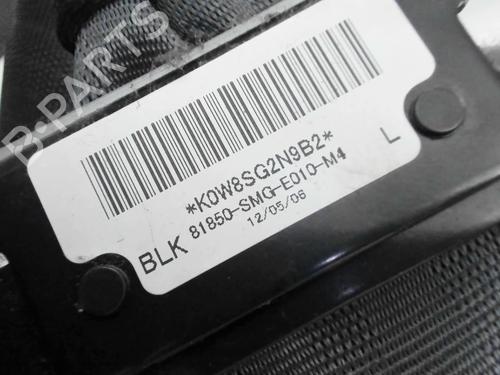 B-PARTS
*K0W8SG2N9B2*
L
BLK 81850-SMG-E010-M4
12/05/06